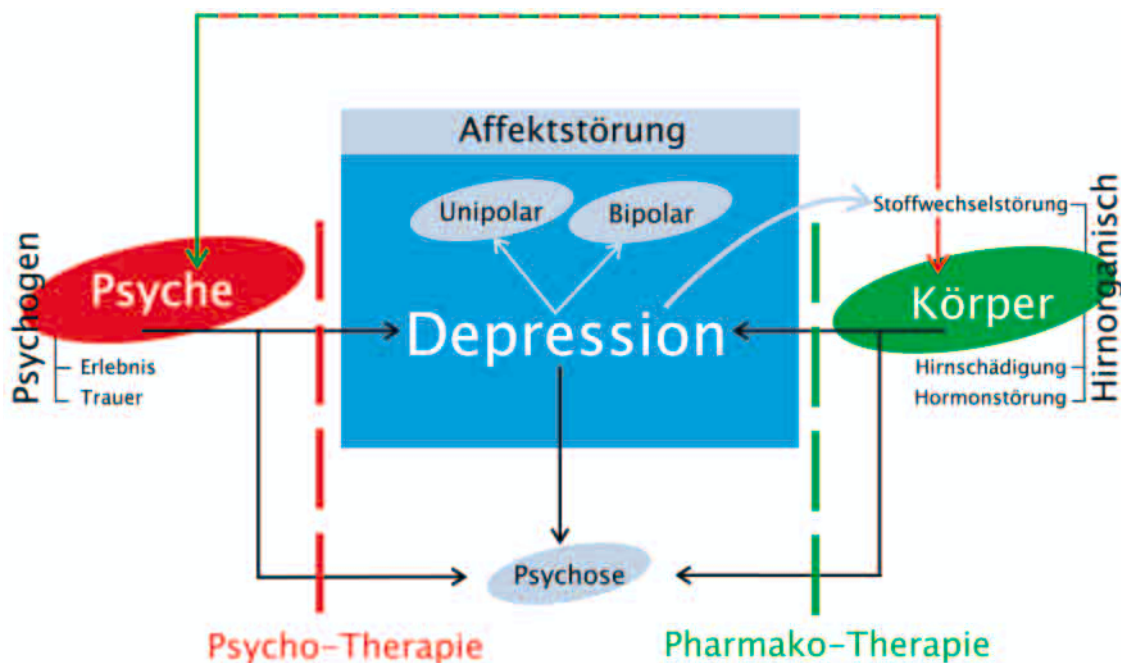 Affektstörung
Unipolar
Bipolar
Stoffwechselstörung
Psychogen
Psyche
Depression
Körper
Hirnorganisch
Erlebnis
Trauer
Hirnschädigung
Hormonstörung
Psychose
Psycho-Therapie
Pharmako-Therapie